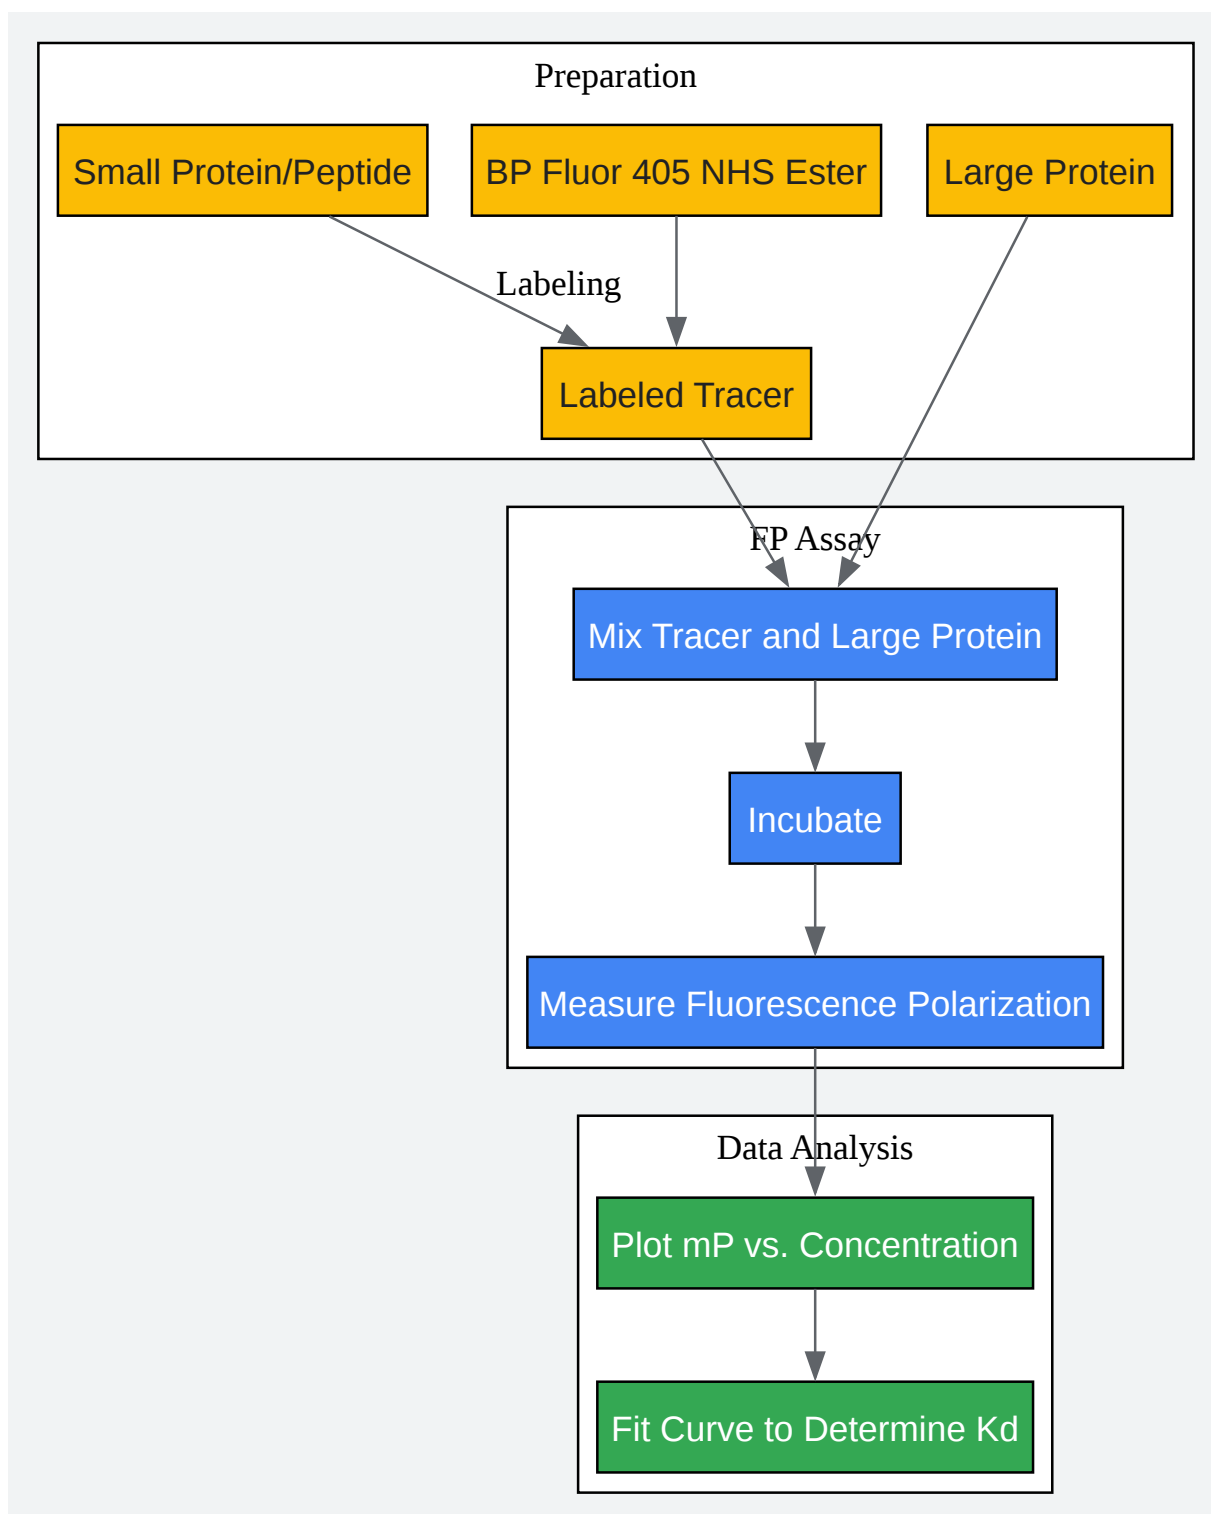 Preparation
Small Protein/Peptide
BP Fluor 405 NHS Ester
Large Protein
Labeling
Labeled Tracer
FP Assay
Mix Tracer and Large Protein
Incubate
Measure Fluorescence Polarization
Data Analysis
Plot mP vs. Concentration
Fit Curve to Determine Kd